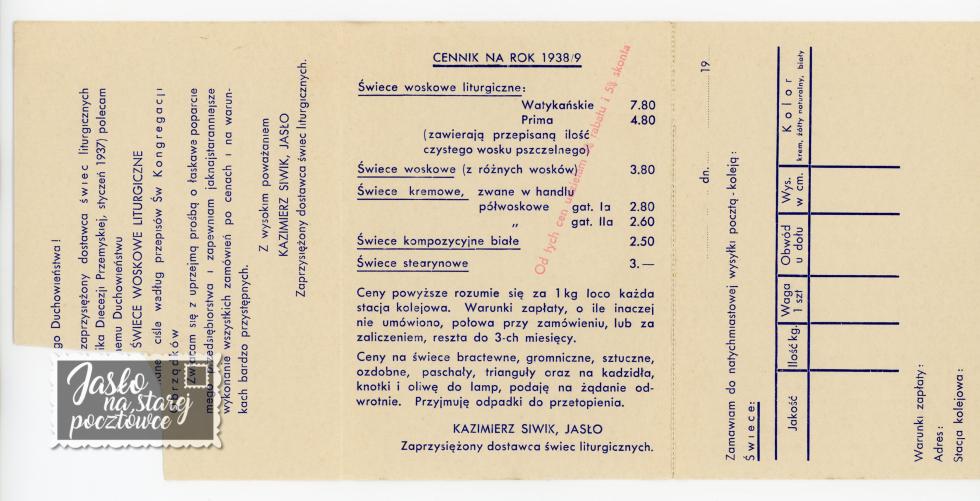 go Duchowieństwa!
zaprzysiężony dostawca świec liturgicznych
ika Diecezji Przemyskiej, styczeń 1937) polecam
nemu Duchowieństwu
ŚWIECE WOSKOWE LITURGICZNE
ane ciśle według przepisów Św Kongregacji
brządków
Zwracam się z uprzejmą prośbą o łaskawe poparcie
mego przedsiębiorstwa i zapewniam jaknajstaranniejsze
wykonanie wszystkich zamówień po cenach i na warun-
kach bardzo przystępnych.
Z wysokim poważaniem
KAZIMIERZ SIWIK, JASŁO
Zaprzysiężony dostawca świec liturgicznych.
Jasło
na starej
pocztówce
CENNIK NA ROK 1938/9
Świece woskowe liturgiczne:
Watykańskie 7.80
Prima 4.80
(zawierają przepisaną ilość
czystego wosku pszczelnego)
Świece woskowe (z różnych wosków) 3.80
Świece kremowe, zwane w handlu
półwoskowe gat. Ia 2.80
„ gat. IIa 2.60
Świece kompozycyjne białe 2.50
Świece stearynowe 3.—
Od tych cen udzielam rabatu i 5% skonta
Ceny powyższe rozumie się za 1 kg loco każda
stacja kolejowa. Warunki zapłaty, o ile inaczej
nie umówiono, połowa przy zamówieniu, lub za
zaliczeniem, reszta do 3-ch miesięcy.
Ceny na świece bractewne, gromniczne, sztuczne,
ozdobne, paschały, trianguły oraz na kadzidła,
knotki i oliwę do lamp, podaję na żądanie od-
wrotnie. Przyjmuję odpadki do przetopienia.
KAZIMIERZ SIWIK, JASŁO
Zaprzysiężony dostawca świec liturgicznych.
dn. 19
Zamawiam do natychmiastowej wysyłki pocztą - koleją:
Świece:
Jakość Ilość kg. Waga 1 szt Obwód u dołu Wys. w cm. Kolor krem, żółty naturalny, biały
Warunki zapłaty:
Adres:
Stacja kolejowa: